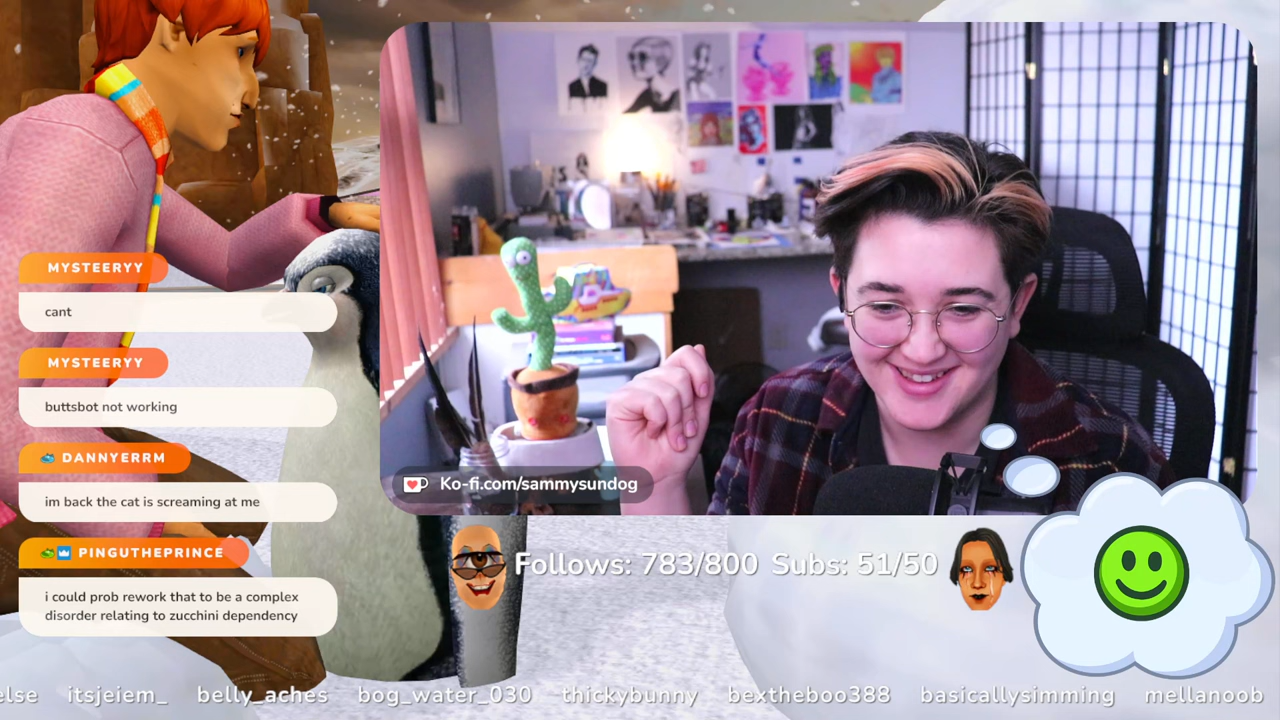 MYSTEERYY
cant
MYSTEERYY
buttsbot not working
DANNYERRM
im back the cat is screaming at me
PINGUTHEPRINCE
i could prob rework that to be a complex
disorder relating to zucchini dependency
Ko-fi.com/sammysundog
Follows: 783/800 Subs: 51/50
else itsjeiem_ belly_aches bog_water_030 thickybunny bextheboo388 basicallysimming mellanoob